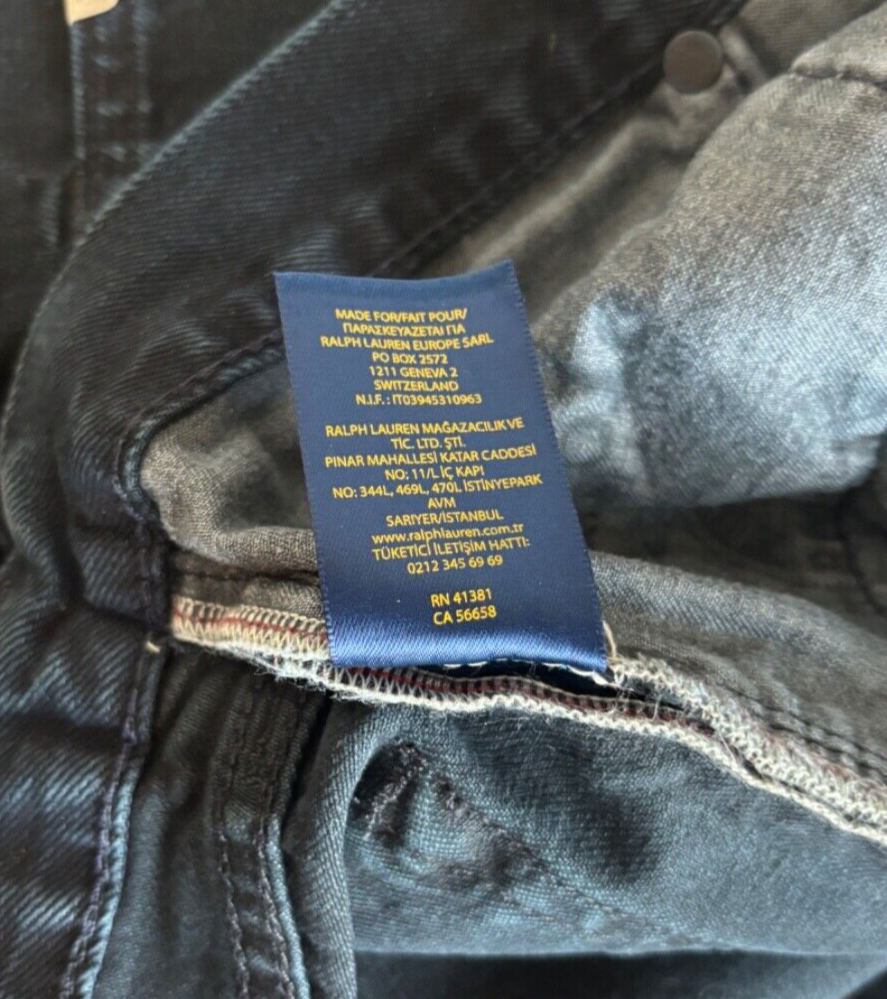 MADE FOR/FAIT POUR/
ΠΑΡΑΣΚΕΥΑΖΕΤΑΙ ΓΙΑ
RALPH LAUREN EUROPE SARL
PO BOX 2572
1211 GENEVA 2
SWITZERLAND
N.I.F. : IT03945310963
RALPH LAUREN MAĞAZACILIK VE
TİC. LTD. ŞTİ.
PINAR MAHALLESİ KATAR CADDESİ
NO: 11/L İÇ KAPI
NO: 344L, 469L, 470L İSTİNYEPARK
AVM
SARIYER/İSTANBUL
www.ralphlauren.com.tr
TÜKETİCİ İLETİŞİM HATTI:
0212 345 69 69
RN 41381
CA 56658